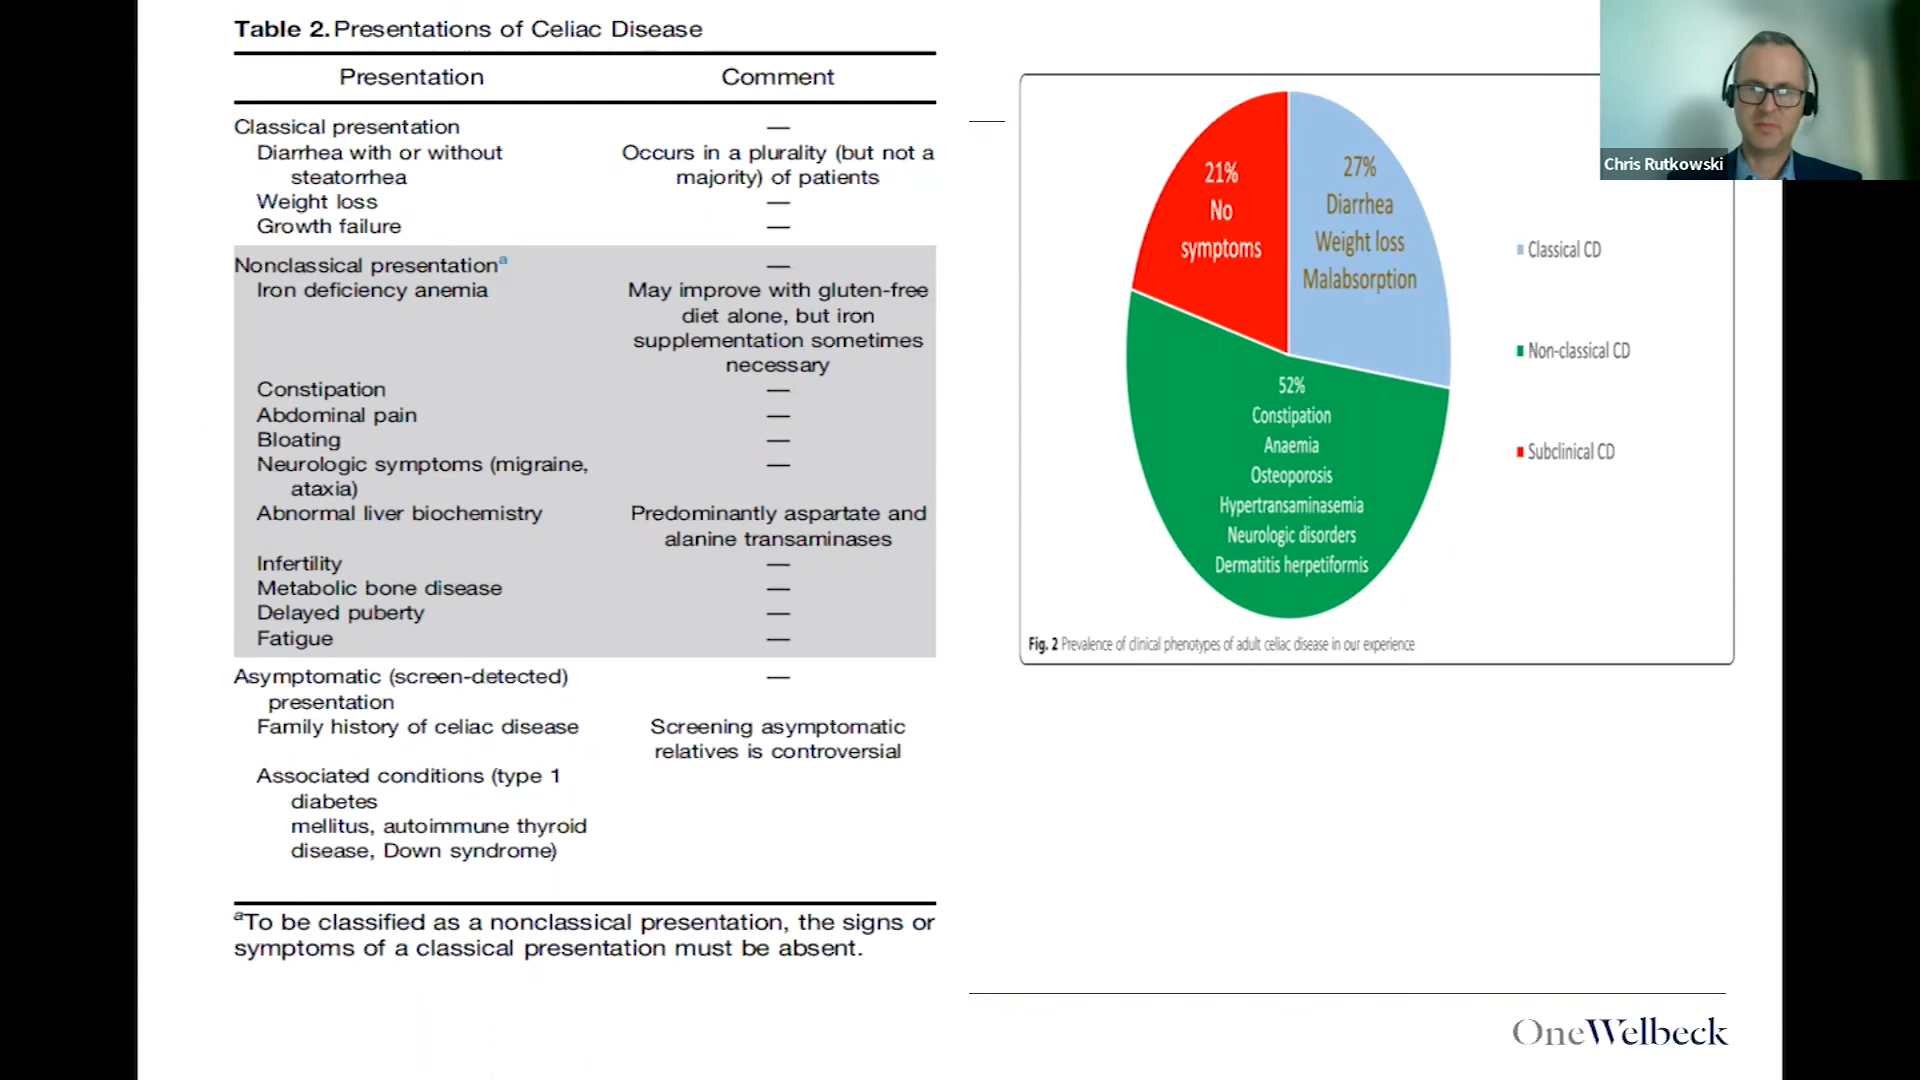 Table 2. Presentations of Celiac Disease
Presentation Comment
Classical presentation —
Diarrhea with or without Occurs in a plurality (but not a
steatorrhea majority) of patients
Weight loss —
Growth failure —
Nonclassical presentationᵃ —
Iron deficiency anemia May improve with gluten-free
diet alone, but iron
supplementation sometimes
necessary
Constipation —
Abdominal pain —
Bloating —
Neurologic symptoms (migraine, —
ataxia)
Abnormal liver biochemistry Predominantly aspartate and
alanine transaminases
Infertility —
Metabolic bone disease —
Delayed puberty —
Fatigue —
Asymptomatic (screen-detected) —
presentation
Family history of celiac disease Screening asymptomatic
relatives is controversial
Associated conditions (type 1
diabetes
mellitus, autoimmune thyroid
disease, Down syndrome)
ᵃTo be classified as a nonclassical presentation, the signs or
symptoms of a classical presentation must be absent.
21%
No
symptoms
27%
Diarrhea
Weight loss
Malabsorption
52%
Constipation
Anaemia
Osteoporosis
Hypertransaminasemia
Neurologic disorders
Dermatitis herpetiformis
Classical CD
Non-classical CD
Subclinical CD
Fig. 2 Prevalence of clinical phenotypes of adult celiac disease in our experience
Chris Rutkowski
OneWelbeck